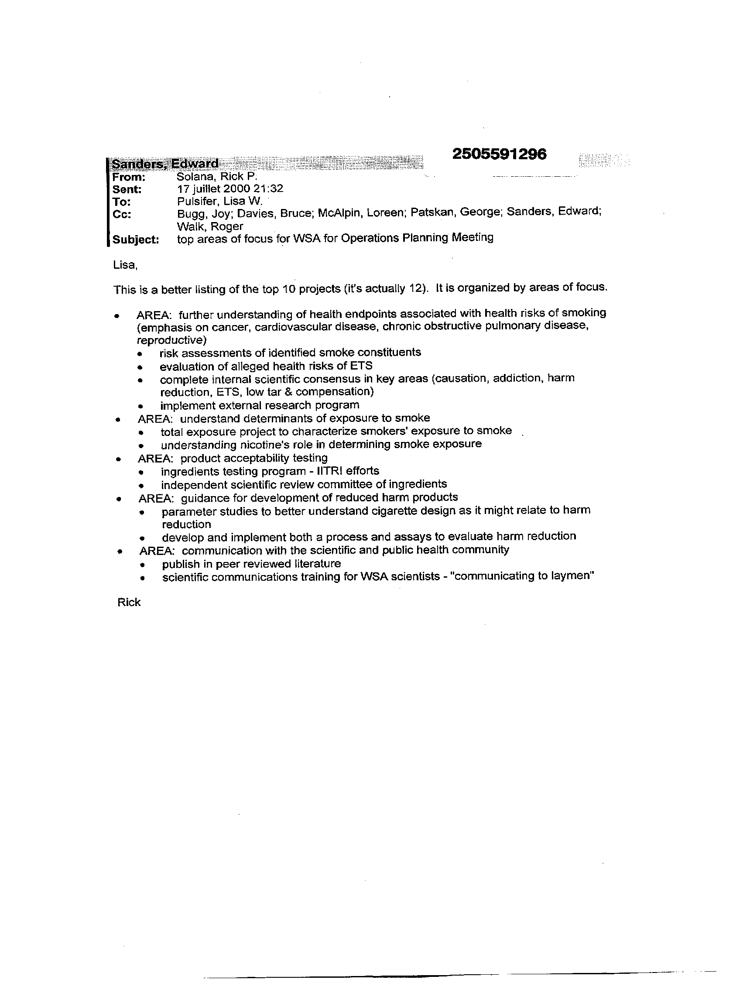 2505591296
Sanders, Edward
From: Solana, Rick P.
Sent: 17 juillet 2000 21:32
To: Pulsifer, Lisa W.
Cc: Bugg, Joy; Davies, Bruce; McAlpin, Loreen; Patskan, George; Sanders, Edward;
Walk, Roger
Subject: top areas of focus for WSA for Operations Planning Meeting
Lisa,
This is a better listing of the top 10 projects (it's actually 12). It is organized by areas of focus.
• AREA: further understanding of health endpoints associated with health risks of smoking
(emphasis on cancer, cardiovascular disease, chronic obstructive pulmonary disease,
reproductive)
• risk assessments of identified smoke constituents
• evaluation of alleged health risks of ETS
• complete internal scientific consensus in key areas (causation, addiction, harm
reduction, ETS, low tar & compensation)
• implement external research program
• AREA: understand determinants of exposure to smoke
• total exposure project to characterize smokers' exposure to smoke
• understanding nicotine's role in determining smoke exposure
• AREA: product acceptability testing
• ingredients testing program - IITRI efforts
• independent scientific review committee of ingredients
• AREA: guidance for development of reduced harm products
• parameter studies to better understand cigarette design as it might relate to harm
reduction
• develop and implement both a process and assays to evaluate harm reduction
• AREA: communication with the scientific and public health community
• publish in peer reviewed literature
• scientific communications training for WSA scientists - "communicating to laymen"
Rick